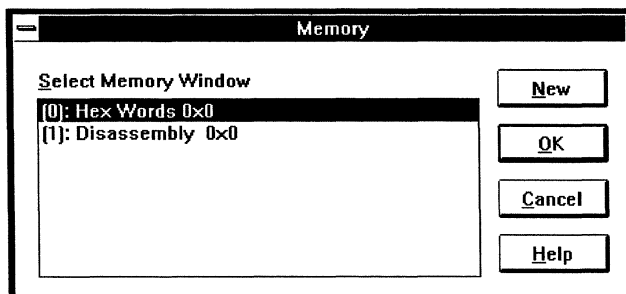 Memory
Select Memory Window
(0): Hex Words 0x0
(1): Disassembly 0x0
New
OK
Cancel
Help